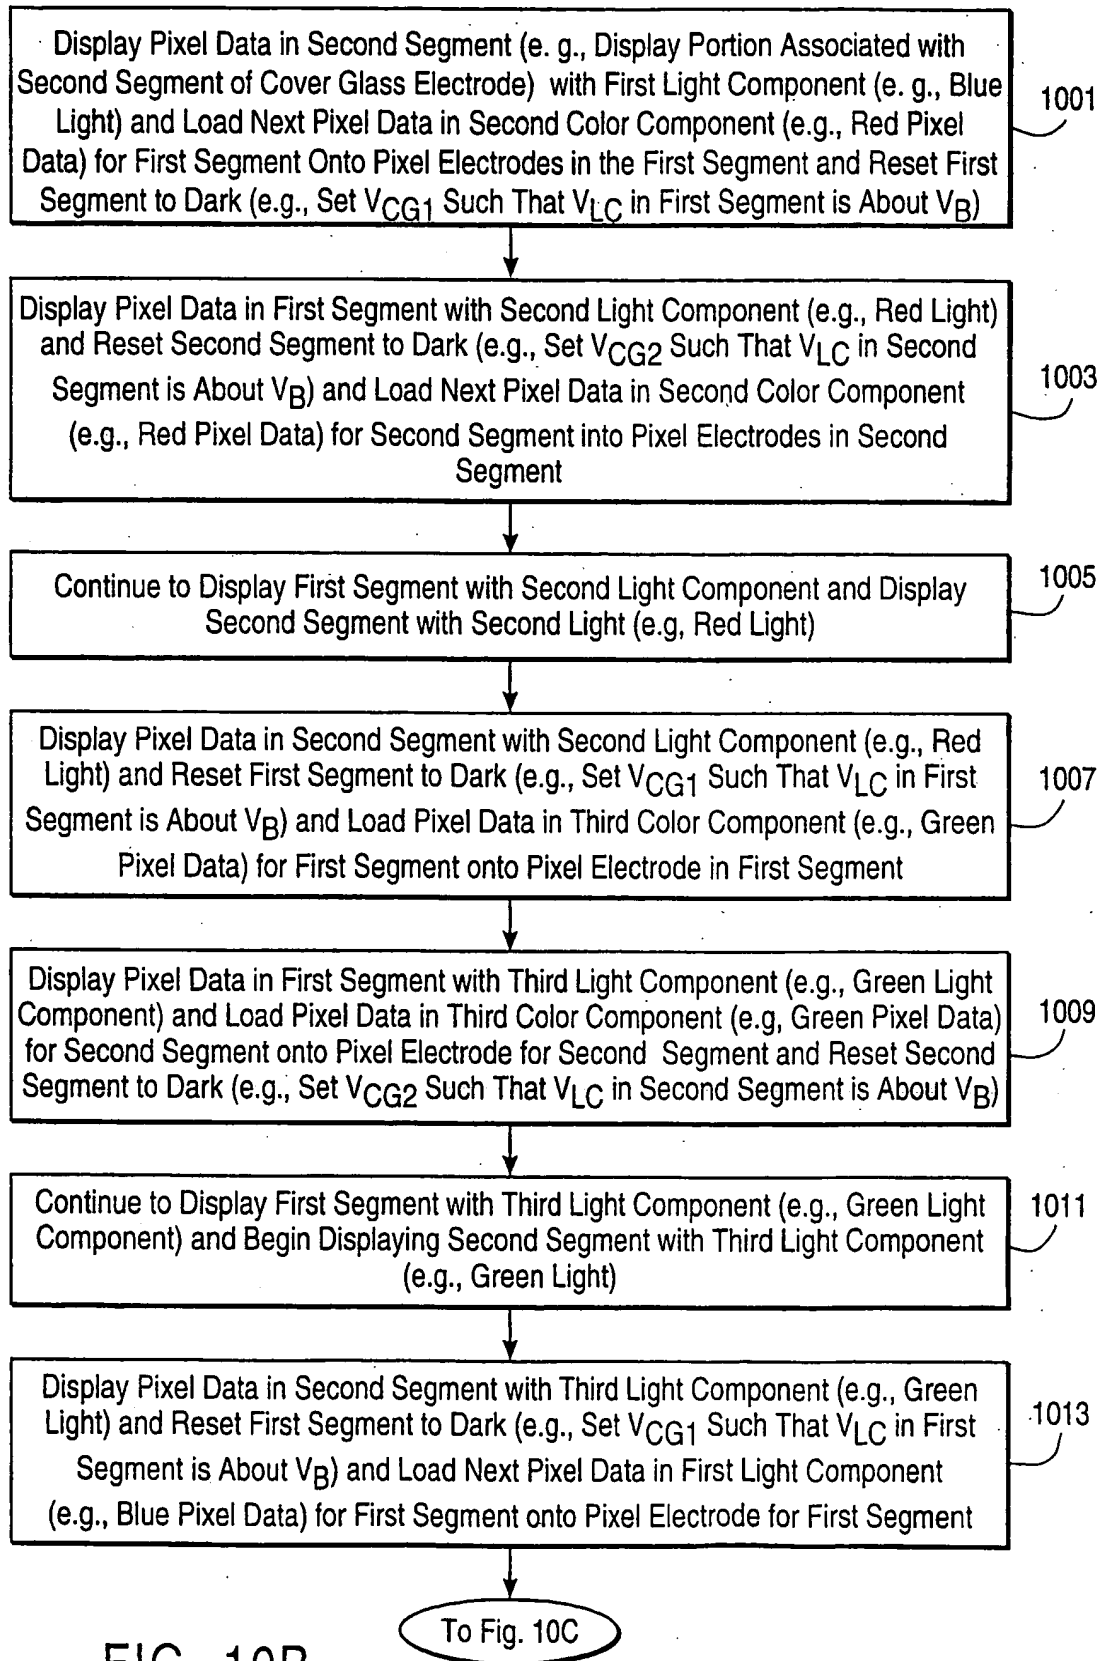 Display Pixel Data in Second Segment (e. g., Display Portion Associated with
Second Segment of Cover Glass Electrode) with First Light Component (e. g., Blue
Light) and Load Next Pixel Data in Second Color Component (e.g., Red Pixel
Data) for First Segment Onto Pixel Electrodes in the First Segment and Reset First
Segment to Dark (e.g., Set VCG1 Such That VLC in First Segment is About VB)
1001
Display Pixel Data in First Segment with Second Light Component (e.g., Red Light)
and Reset Second Segment to Dark (e.g., Set VCG2 Such That VLC in Second
Segment is About VB) and Load Next Pixel Data in Second Color Component
(e.g., Red Pixel Data) for Second Segment into Pixel Electrodes in Second
Segment
1003
Continue to Display First Segment with Second Light Component and Display
Second Segment with Second Light (e.g, Red Light)
1005
Display Pixel Data in Second Segment with Second Light Component (e.g., Red
Light) and Reset First Segment to Dark (e.g., Set VCG1 Such That VLC in First
Segment is About VB) and Load Pixel Data in Third Color Component (e.g., Green
Pixel Data) for First Segment onto Pixel Electrode in First Segment
1007
Display Pixel Data in First Segment with Third Light Component (e.g., Green Light
Component) and Load Pixel Data in Third Color Component (e.g, Green Pixel Data)
for Second Segment onto Pixel Electrode for Second Segment and Reset Second
Segment to Dark (e.g., Set VCG2 Such That VLC in Second Segment is About VB)
1009
Continue to Display First Segment with Third Light Component (e.g., Green Light
Component) and Begin Displaying Second Segment with Third Light Component
(e.g., Green Light)
1011
Display Pixel Data in Second Segment with Third Light Component (e.g., Green
Light) and Reset First Segment to Dark (e.g., Set VCG1 Such That VLC in First
Segment is About VB) and Load Next Pixel Data in First Light Component
(e.g., Blue Pixel Data) for First Segment onto Pixel Electrode for First Segment
1013
To Fig. 10C
FIG. 10B